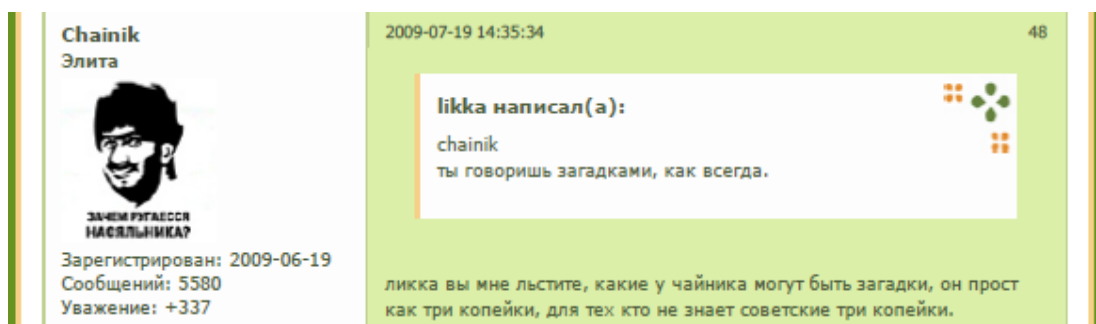 Chainik
Элита
ЗАЧЕМ РУГАЕССЯ
НАСЯЛЬНИКА?
Зарегистрирован: 2009-06-19
Сообщений: 5580
Уважение: +337
2009-07-19 14:35:34 48
likka написал(а):
chainik
ты говоришь загадками, как всегда.
ликка вы мне льстите, какие у чайника могут быть загадки, он прост
как три копейки, для тех кто не знает советские три копейки.